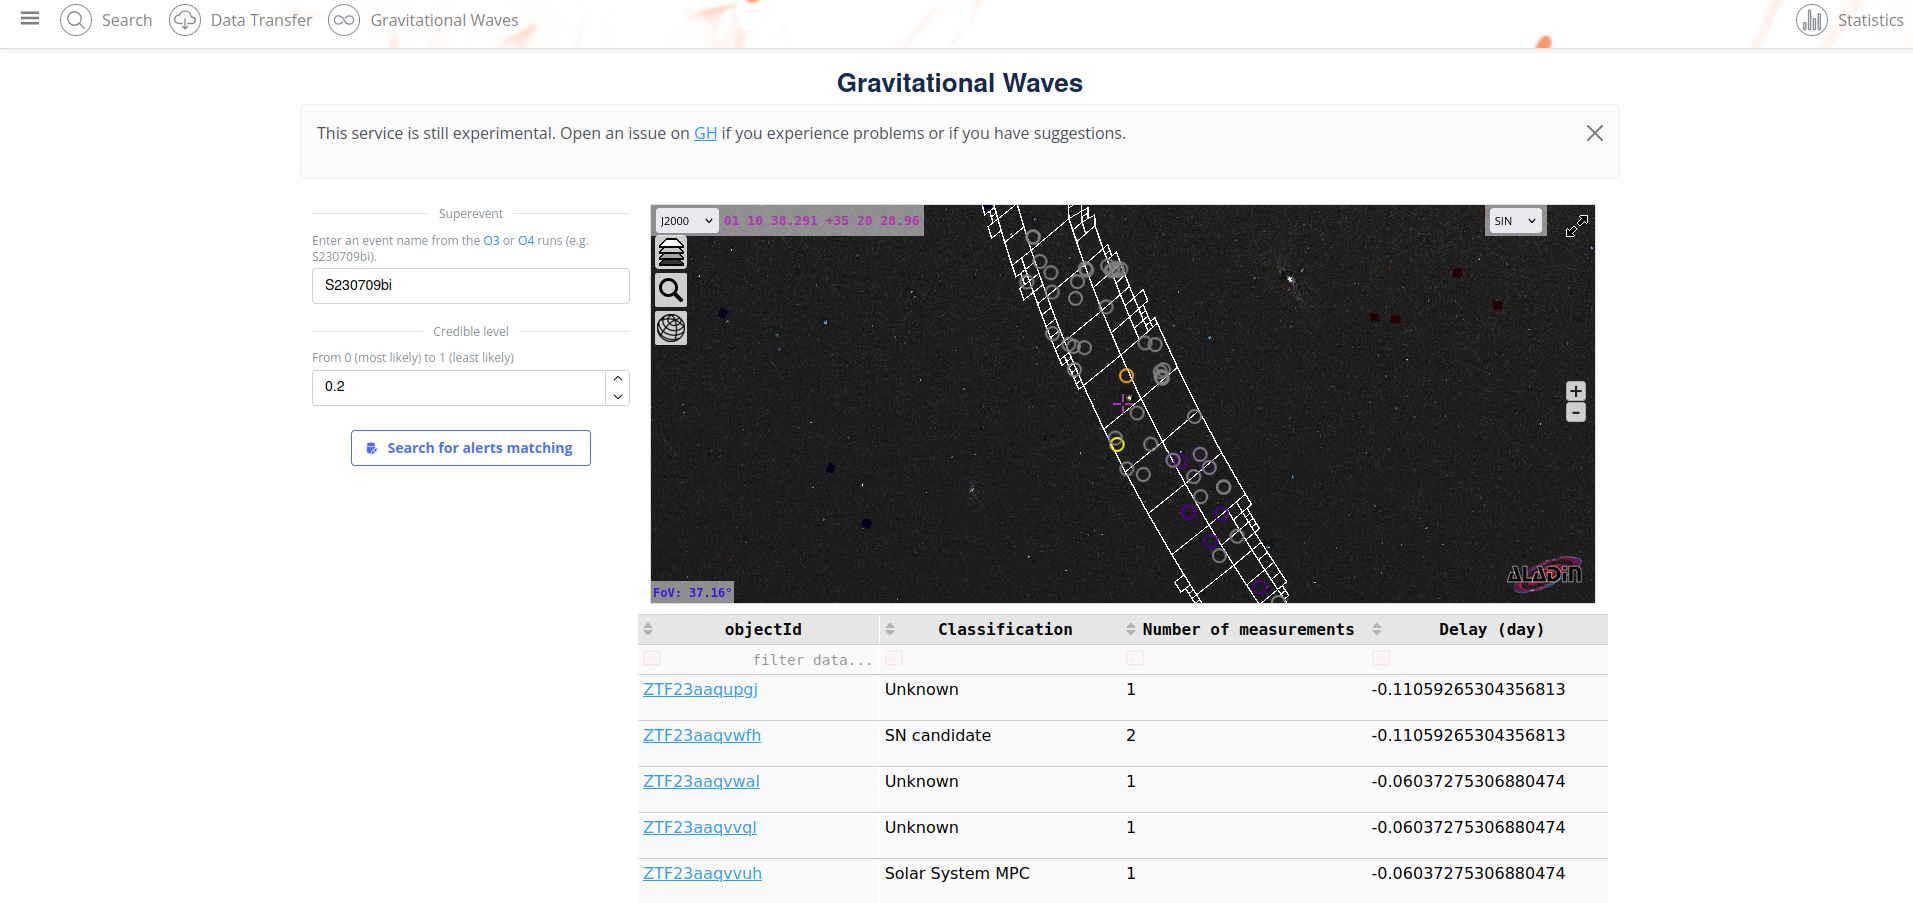 Search Data Transfer Gravitational Waves Statistics
Gravitational Waves
This service is still experimental. Open an issue on GH if you experience problems or if you have suggestions.
Superevent
Enter an event name from the O3 or O4 runs (e.g.
S230709bi).
S230709bi
Credible level
From 0 (most likely) to 1 (least likely)
0.2
Search for alerts matching
J2000 01 10 38.291 +35 20 28.96 SIN
+
-
ALADIN
FoV: 37.16°
objectId Classification Number of measurements Delay (day)
Aa filter data... Aa Aa Aa
ZTF23aaqupgj Unknown 1 -0.11059265304356813
ZTF23aaqvwfh SN candidate 2 -0.11059265304356813
ZTF23aaqvwal Unknown 1 -0.06037275306880474
ZTF23aaqvvql Unknown 1 -0.06037275306880474
ZTF23aaqvvuh Solar System MPC 1 -0.06037275306880474